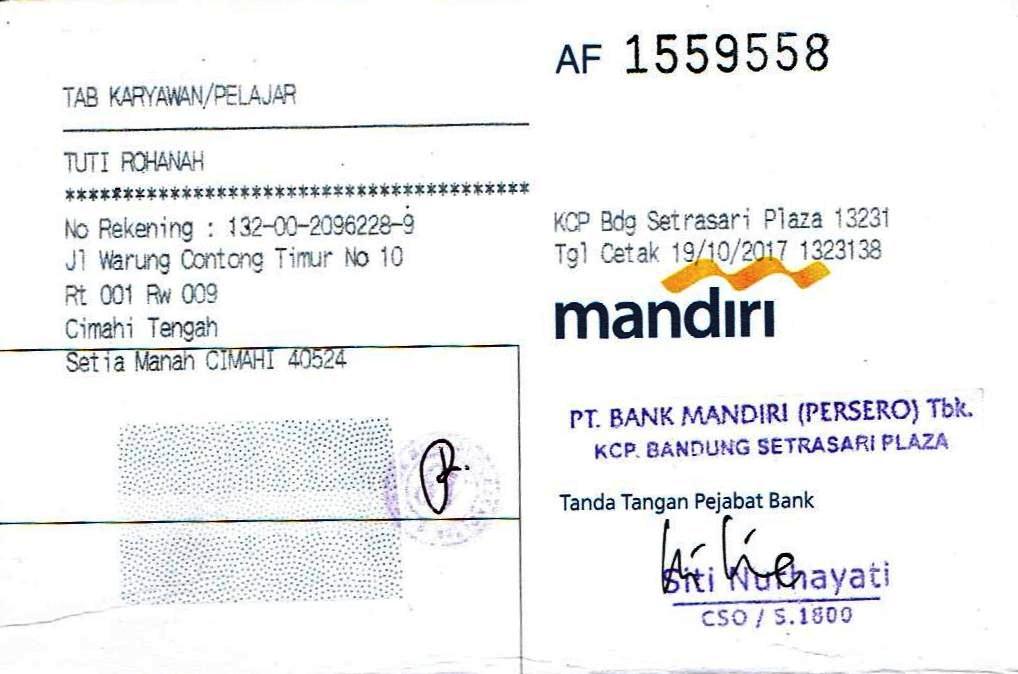 AF 1559558
TAB KARYAWAN/PELAJAR
TUTI ROHANAH
****************************************
No Rekening : 132-00-2096228-9
Jl Warung Contong Timur No 10
Rt 001 Rw 009
Cimahi Tengah
Setia Manah CIMAHI 40524
KCP Bdg Setrasari Plaza 13231
Tgl Cetak 19/10/2017 1323138
mandiri
PT. BANK MANDIRI (PERSERO) Tbk.
KCP. BANDUNG SETRASARI PLAZA
Tanda Tangan Pejabat Bank
Siti Nurhayati
CSO / S.1800